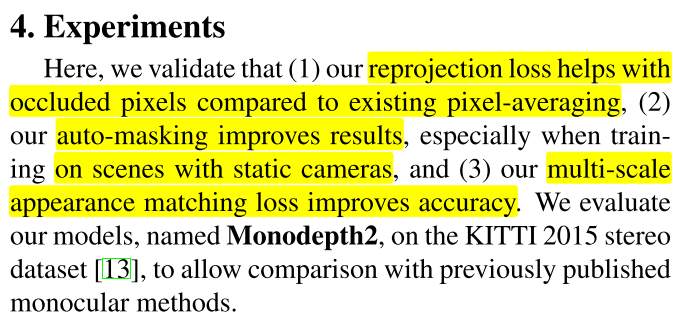 4. Experiments
Here, we validate that (1) our reprojection loss helps with
occluded pixels compared to existing pixel-averaging, (2)
our auto-masking improves results, especially when train-
ing on scenes with static cameras, and (3) our multi-scale
appearance matching loss improves accuracy. We evaluate
our models, named Monodepth2, on the KITTI 2015 stereo
dataset [13], to allow comparison with previously published
monocular methods.